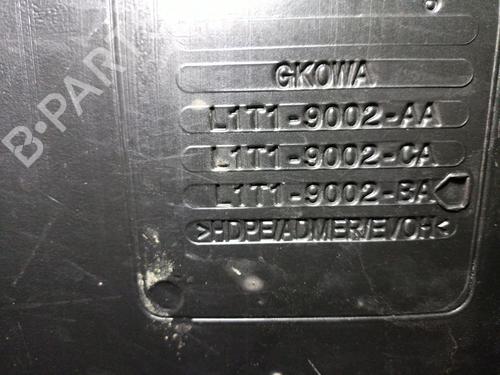 B-PARTS
GKOWA
L1T1-9002-AA
L1T1-9002-CA
L1T1-9002-BA
>HDPE/ADMER/EVOH<